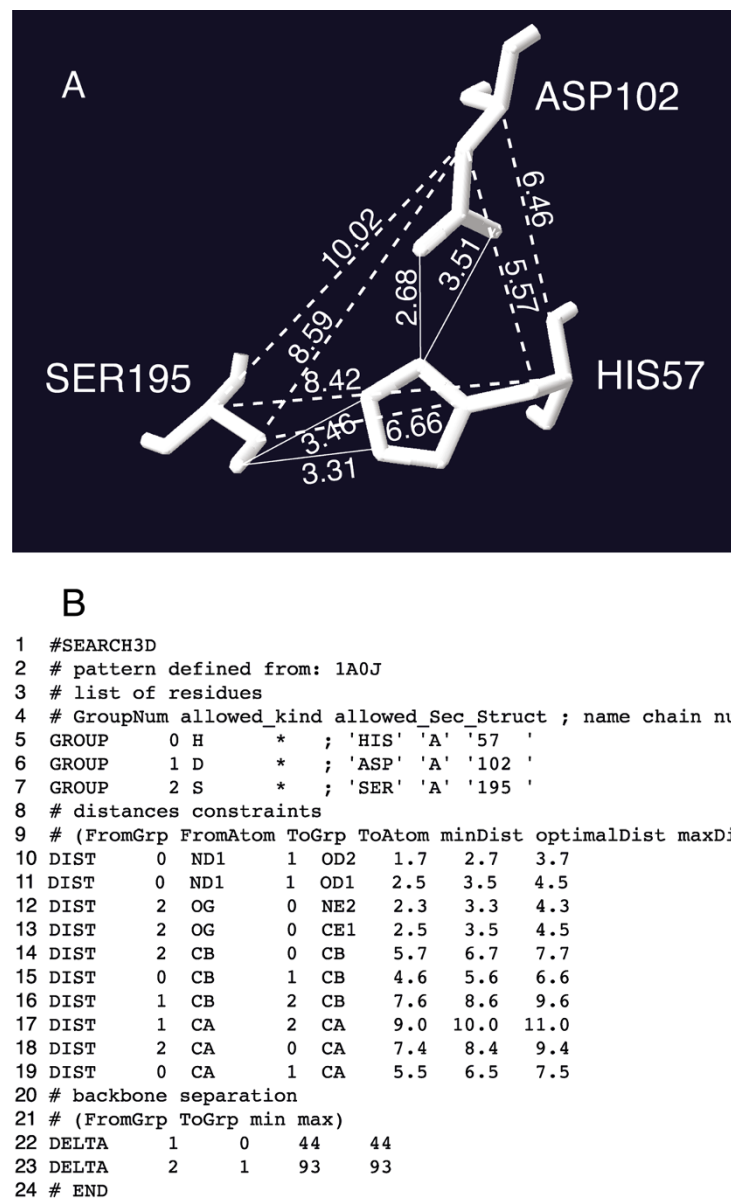 A
ASP102
10.02
6.46
3.51
5.57
2.68
8.59
SER195
8.42
HIS57
3.46
6.66
3.31
B
1 #SEARCH3D
2 # pattern defined from: 1A0J
3 # list of residues
4 # GroupNum allowed_kind allowed_Sec_Struct ; name chain nu
5 GROUP 0 H * ; 'HIS' 'A' '57 '
6 GROUP 1 D * ; 'ASP' 'A' '102 '
7 GROUP 2 S * ; 'SER' 'A' '195 '
8 # distances constraints
9 # (FromGrp FromAtom ToGrp ToAtom minDist optimalDist maxDi
10 DIST 0 ND1 1 OD2 1.7 2.7 3.7
11 DIST 0 ND1 1 OD1 2.5 3.5 4.5
12 DIST 2 OG 0 NE2 2.3 3.3 4.3
13 DIST 2 OG 0 CE1 2.5 3.5 4.5
14 DIST 2 CB 0 CB 5.7 6.7 7.7
15 DIST 0 CB 1 CB 4.6 5.6 6.6
16 DIST 1 CB 2 CB 7.6 8.6 9.6
17 DIST 1 CA 2 CA 9.0 10.0 11.0
18 DIST 2 CA 0 CA 7.4 8.4 9.4
19 DIST 0 CA 1 CA 5.5 6.5 7.5
20 # backbone separation
21 # (FromGrp ToGrp min max)
22 DELTA 1 0 44 44
23 DELTA 2 1 93 93
24 # END